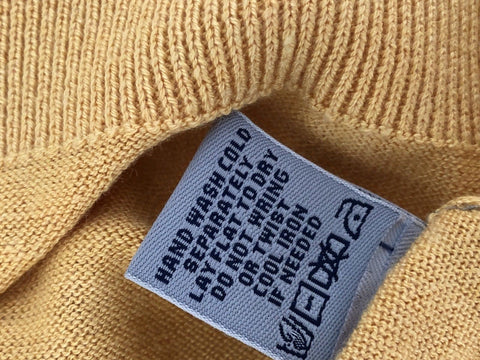 HAND WASH COLD
SEPARATELY
LAY FLAT TO DRY
DO NOT WRING
OR TWIST
COOL IRON
IF NEEDED
L